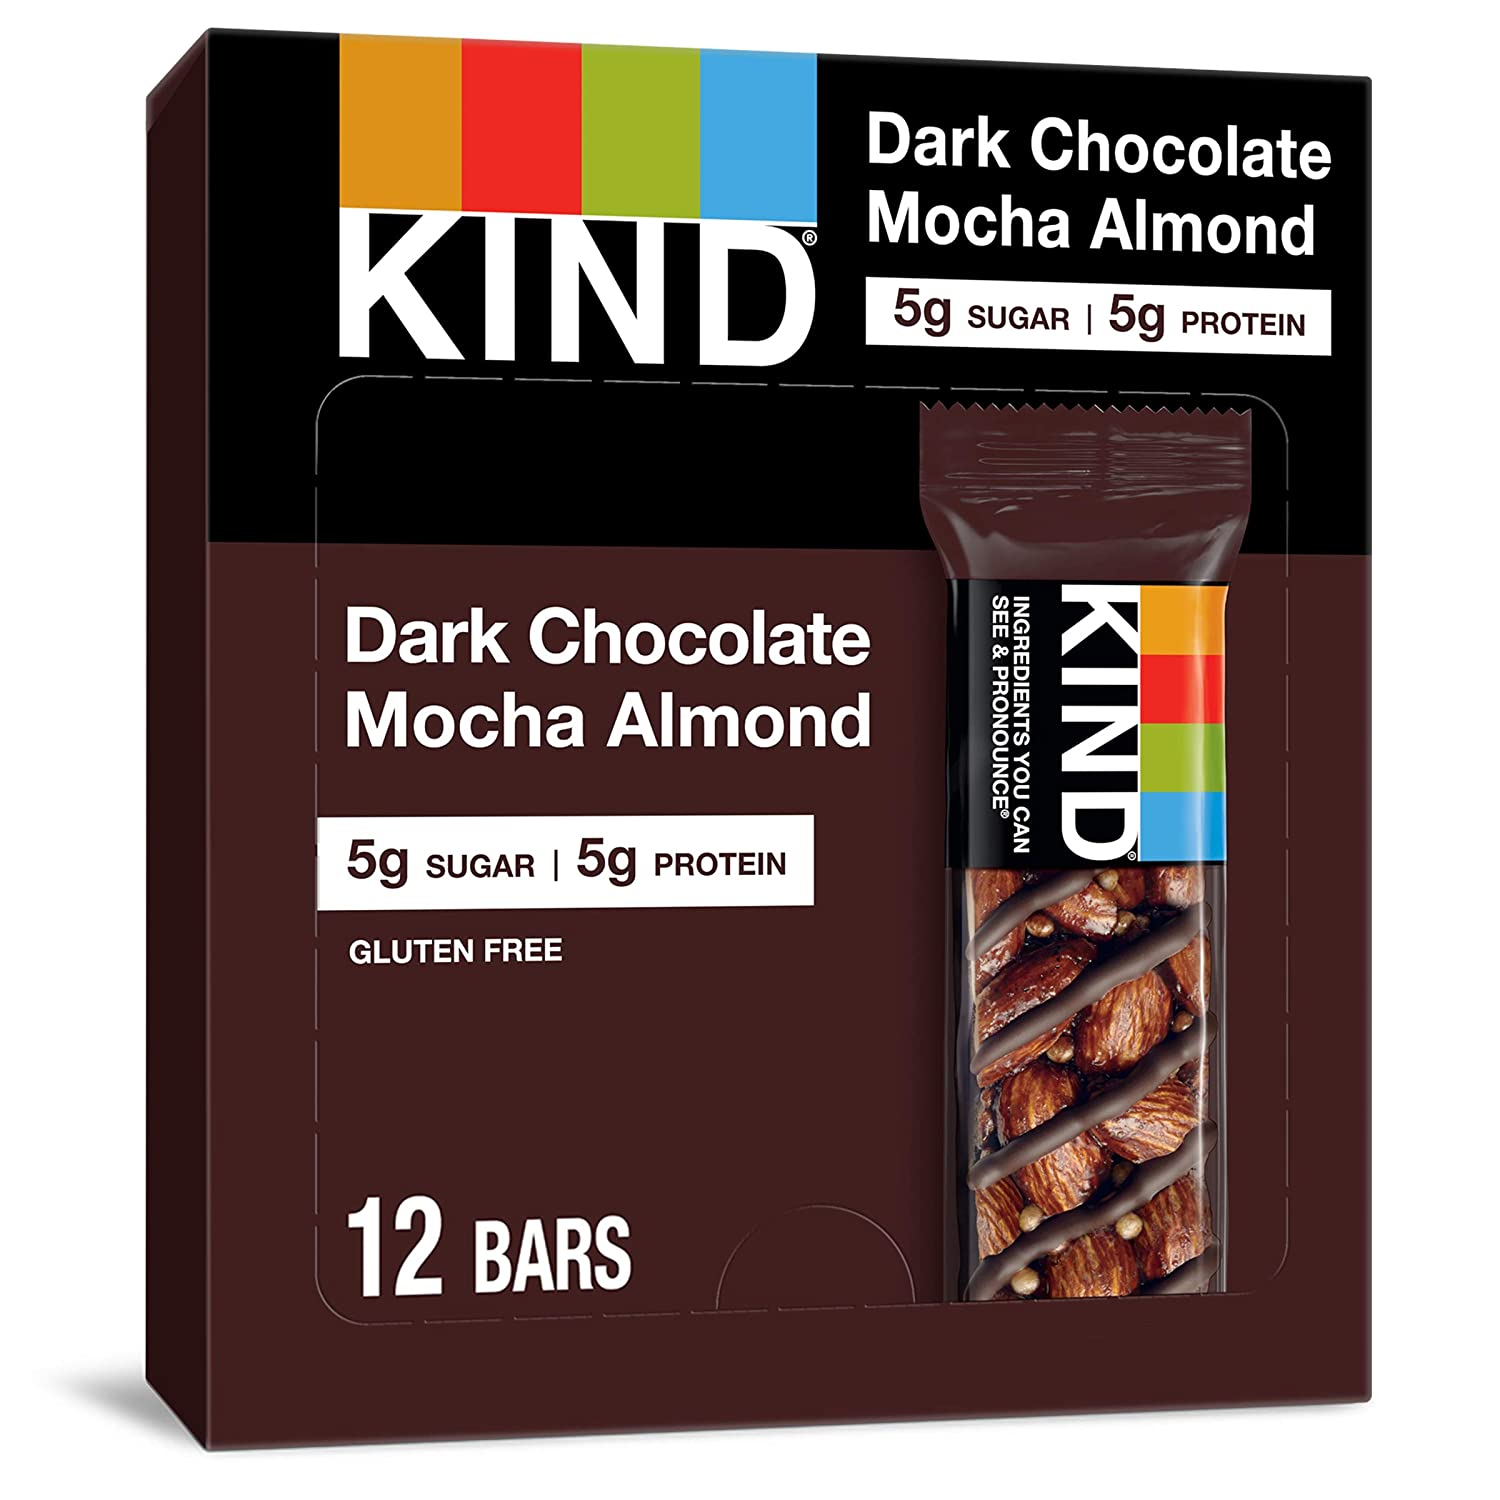 KIND®
Dark Chocolate
Mocha Almond
5g SUGAR | 5g PROTEIN
Dark Chocolate
Mocha Almond
5g SUGAR | 5g PROTEIN
GLUTEN FREE
12 BARS
KIND®
INGREDIENTS YOU CAN
SEE & PRONOUNCE®